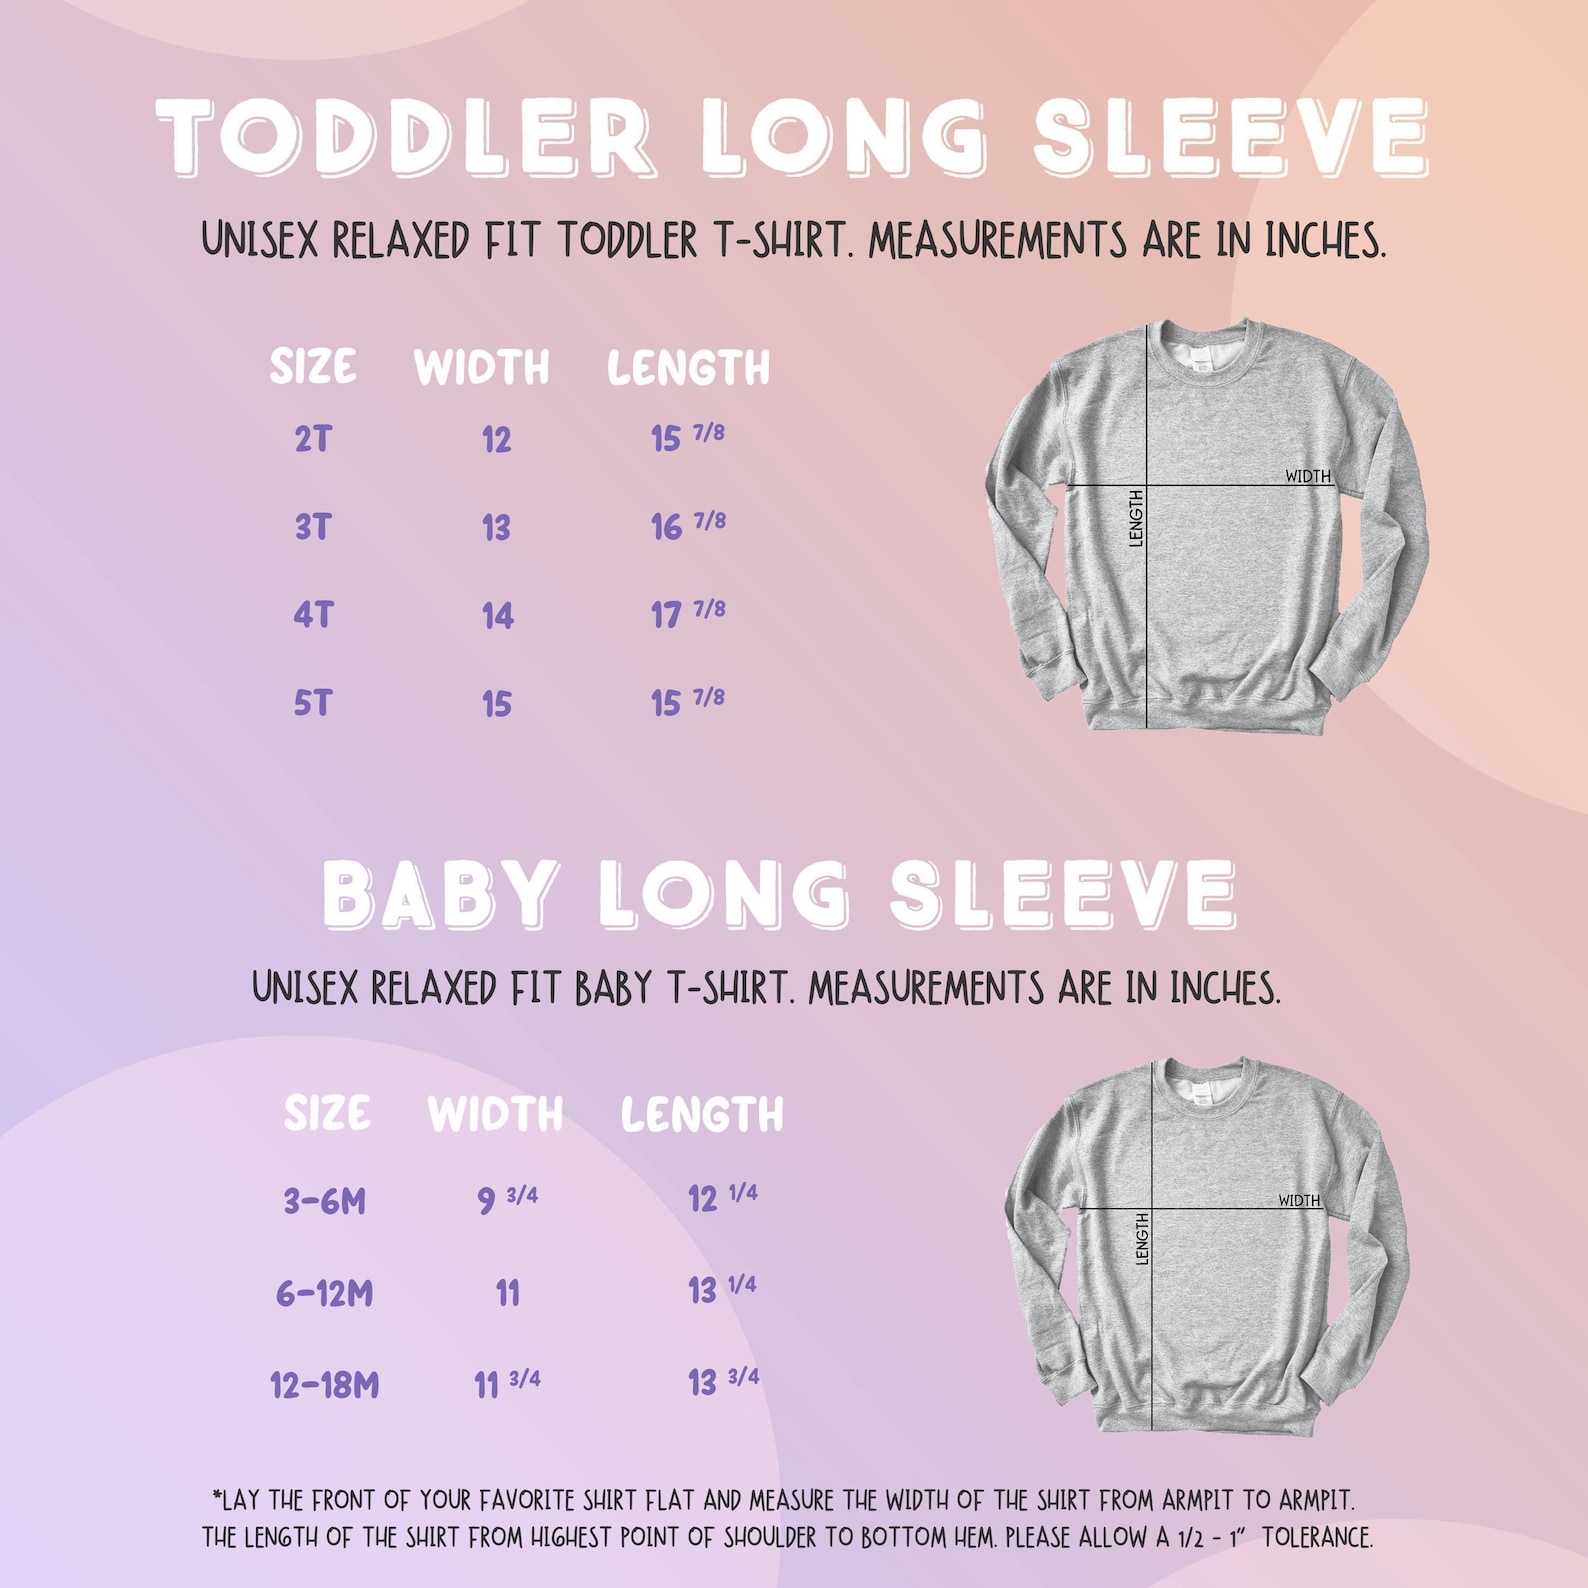 TODDLER LONG SLEEVE
UNISEX RELAXED FIT TODDLER T-SHIRT. MEASUREMENTS ARE IN INCHES.
SIZE WIDTH LENGTH
2T 12 15 7/8
3T 13 16 7/8
4T 14 17 7/8
5T 15 15 7/8
WIDTH
LENGTH
BABY LONG SLEEVE
UNISEX RELAXED FIT BABY T-SHIRT. MEASUREMENTS ARE IN INCHES.
SIZE WIDTH LENGTH
3-6M 9 3/4 12 1/4
6-12M 11 13 1/4
12-18M 11 3/4 13 3/4
WIDTH
LENGTH
*LAY THE FRONT OF YOUR FAVORITE SHIRT FLAT AND MEASURE THE WIDTH OF THE SHIRT FROM ARMPIT TO ARMPIT.
THE LENGTH OF THE SHIRT FROM HIGHEST POINT OF SHOULDER TO BOTTOM HEM. PLEASE ALLOW A 1/2 - 1" TOLERANCE.